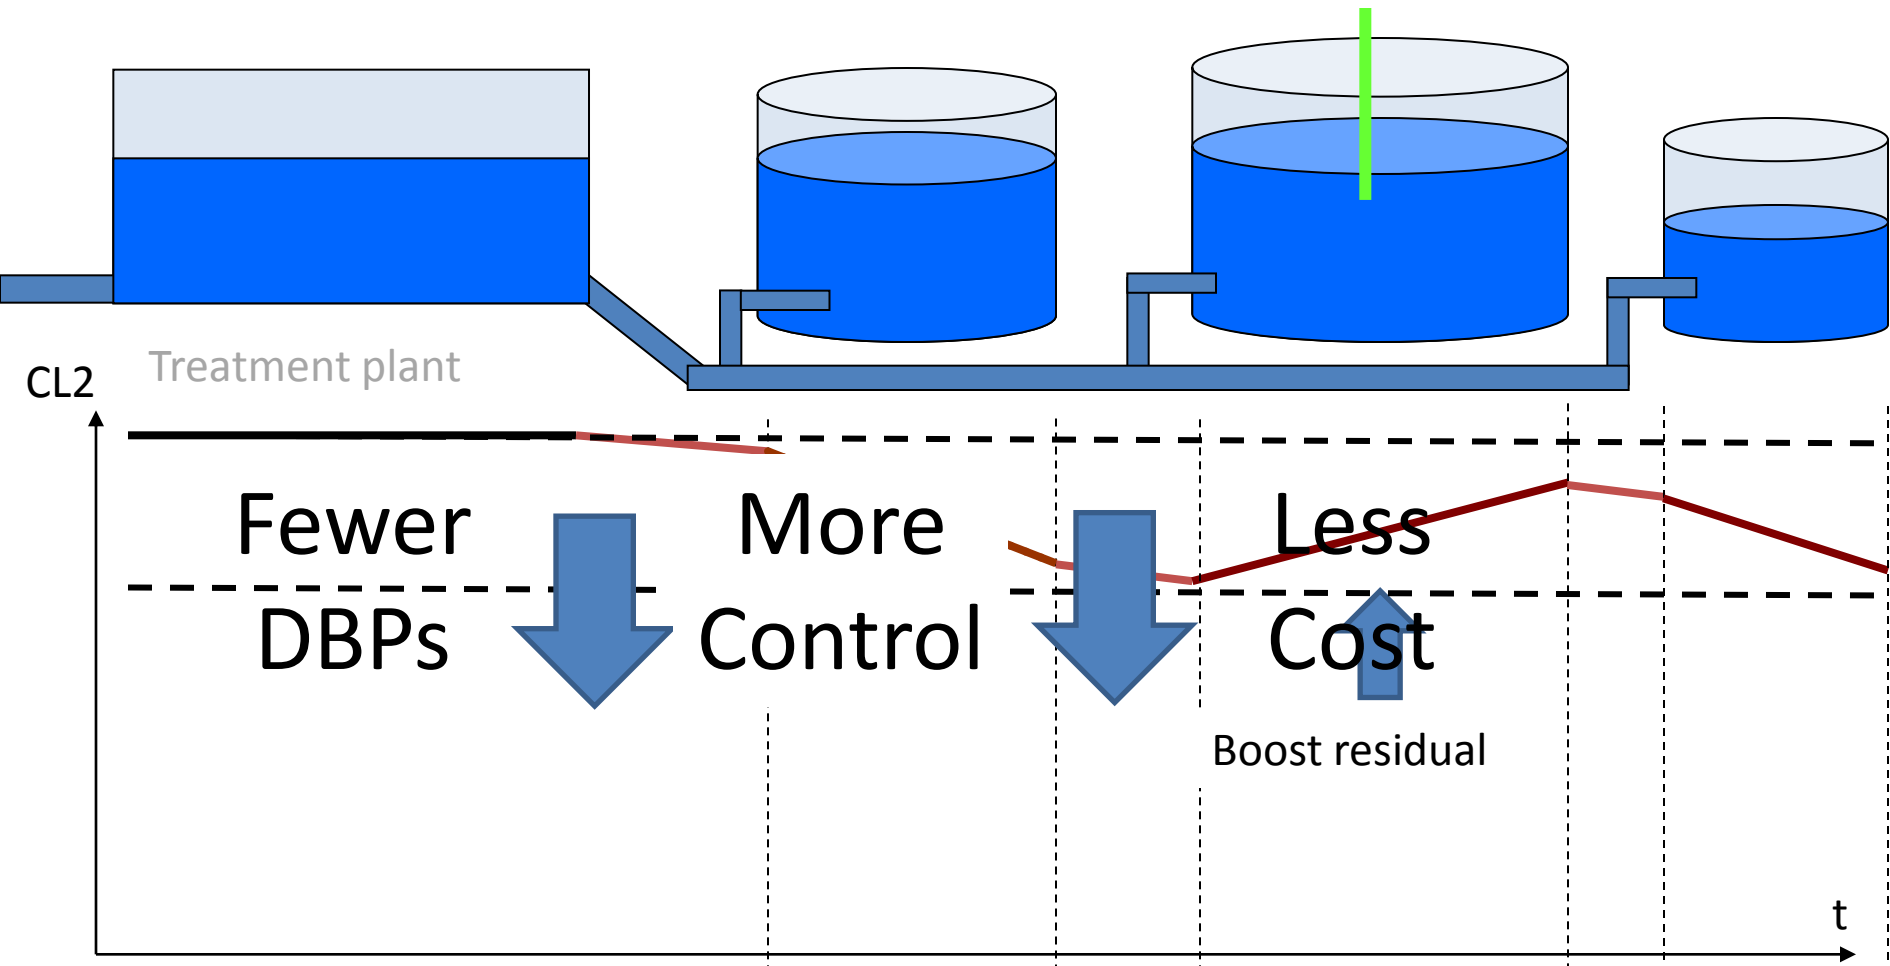 Treatment plant
CL2
Fewer
DBPs
More
Control
Less
Cost
Boost residual
t